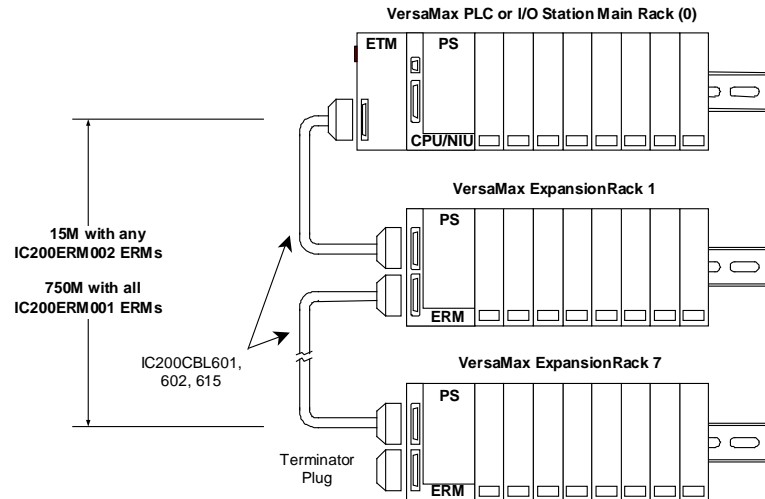 VersaMax PLC or I/O Station Main Rack (0)
ETM
PS
CPU/NIU
VersaMax ExpansionRack 1
PS
15M with any
IC200ERM002 ERMs
750M with all
IC200ERM001 ERMs
ERM
IC200CBL601,
602, 615
VersaMax ExpansionRack 7
PS
Terminator
Plug
ERM